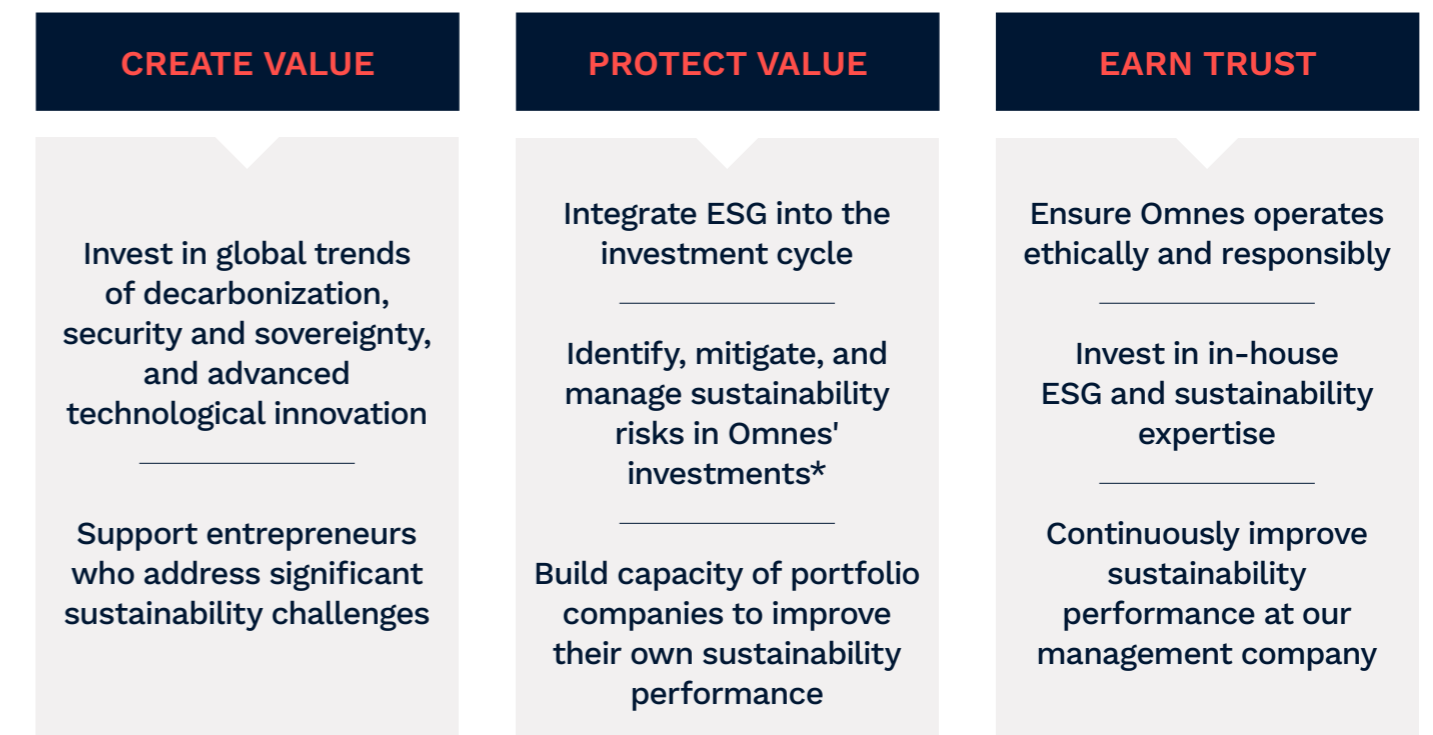 CREATE VALUE
Invest in global trends
of decarbonization,
security and sovereignty,
and advanced
technological innovation
Support entrepreneurs
who address significant
sustainability challenges
PROTECT VALUE
Integrate ESG into the
investment cycle
Identify, mitigate, and
manage sustainability
risks in Omnes'
investments*
Build capacity of portfolio
companies to improve
their own sustainability
performance
EARN TRUST
Ensure Omnes operates
ethically and responsibly
Invest in in-house
ESG and sustainability
expertise
Continuously improve
sustainability
performance at our
management company